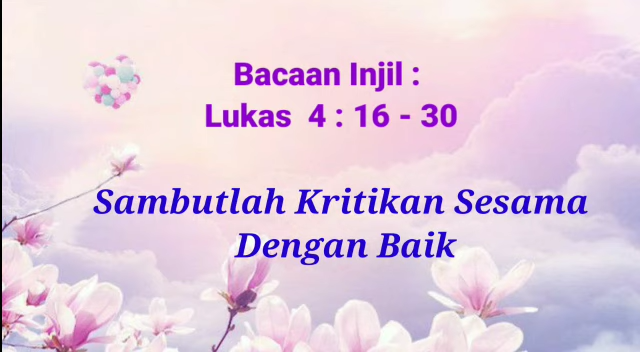 Bacaan Injil :
Lukas 4 : 16 - 30
Sambutlah Kritikan Sesama
Dengan Baik